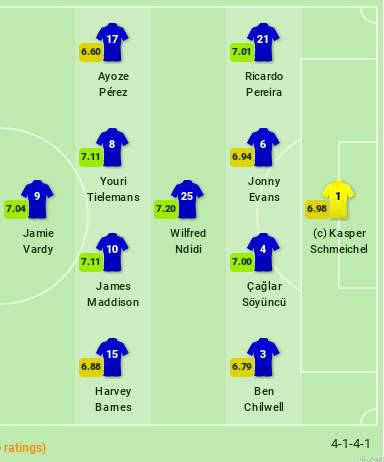 17
6.60
Ayoze
Pérez
21
7.01
Ricardo
Pereira
8
7.11
Youri
Tielemans
6
6.94
Jonny
Evans
9
7.04
Jamie
Vardy
25
7.20
Wilfred
Ndidi
1
6.98
(c) Kasper
Schmeichel
10
7.11
James
Maddison
4
7.00
Çağlar
Söyüncü
15
6.88
Harvey
Barnes
3
6.79
Ben
Chilwell
4-1-4-1
ratings)